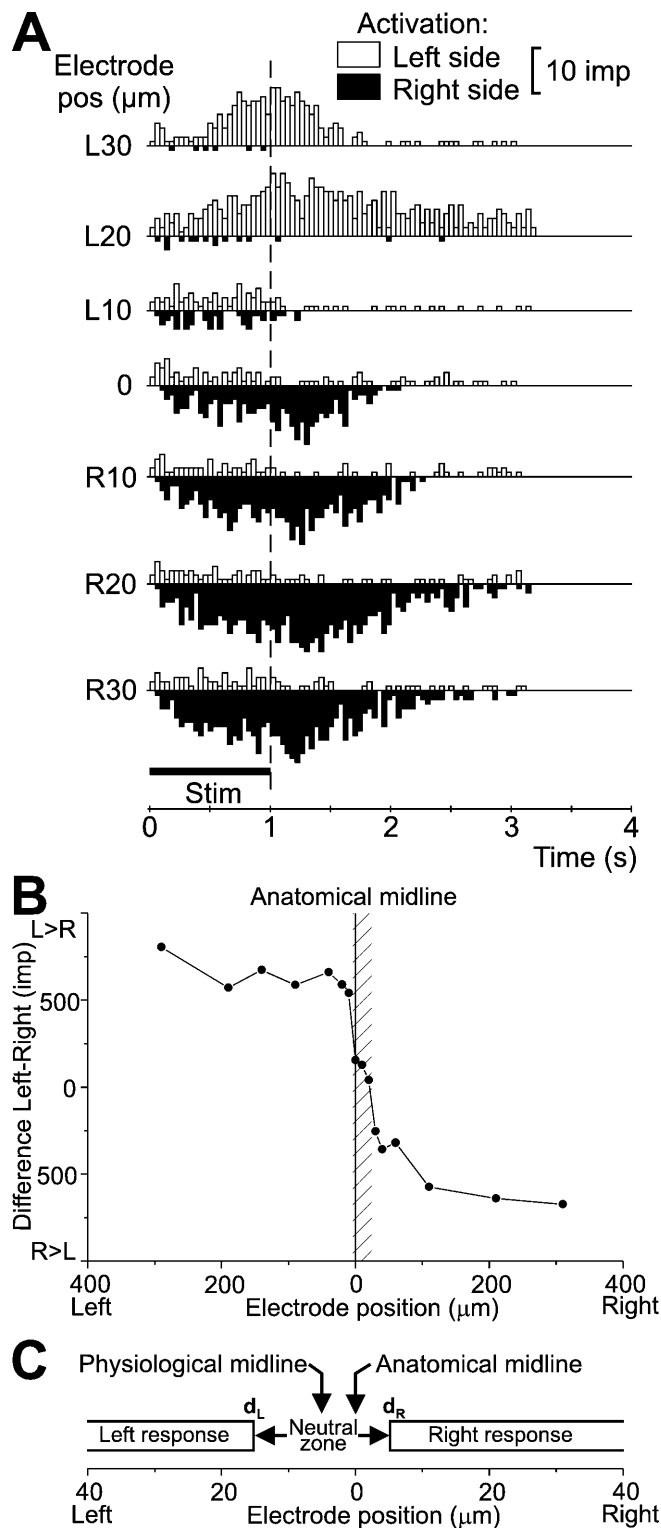 A
Activation:
Electrode pos (µm)
Left side
Right side
10 imp
L30
L20
L10
0
R10
R20
R30
Stim
0 1 2 3 4
Time (s)
B
Anatomical midline
Difference Left-Right (imp)
L>R
500
0
500
R>L
400 200 0 200 400
Left Electrode position (µm) Right
C
Physiological midline Anatomical midline
dL dR
Left response Neutral zone Right response
40 20 0 20 40
Left Electrode position (µm) Right